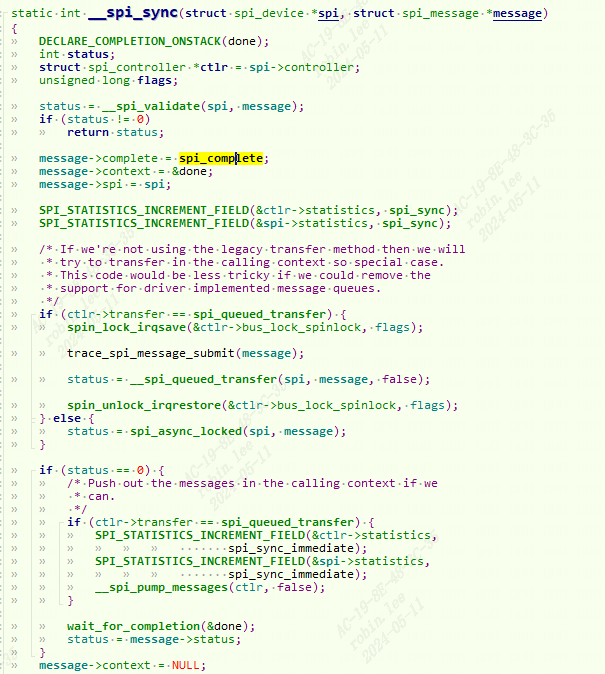 static int __spi_sync(struct spi_device *spi, struct spi_message *message)
{
DECLARE_COMPLETION_ONSTACK(done);
int status;
struct spi_controller *ctlr = spi->controller;
unsigned long flags;
status = __spi_validate(spi, message);
if (status != 0)
return status;
message->complete = spi_complete;
message->context = &done;
message->spi = spi;
SPI_STATISTICS_INCREMENT_FIELD(&ctlr->statistics, spi_sync);
SPI_STATISTICS_INCREMENT_FIELD(&spi->statistics, spi_sync);
/* If we're not using the legacy transfer method then we will
* try to transfer in the calling context so special case.
* This code would be less tricky if we could remove the
* support for driver implemented message queues.
*/
if (ctlr->transfer == spi_queued_transfer) {
spin_lock_irqsave(&ctlr->bus_lock_spinlock, flags);
trace_spi_message_submit(message);
status = __spi_queued_transfer(spi, message, false);
spin_unlock_irqrestore(&ctlr->bus_lock_spinlock, flags);
} else {
status = spi_async_locked(spi, message);
}
if (status == 0) {
/* Push out the messages in the calling context if we
* can.
*/
if (ctlr->transfer == spi_queued_transfer) {
SPI_STATISTICS_INCREMENT_FIELD(&ctlr->statistics,
spi_sync_immediate);
SPI_STATISTICS_INCREMENT_FIELD(&spi->statistics,
spi_sync_immediate);
__spi_pump_messages(ctlr, false);
}
wait_for_completion(&done);
status = message->status;
}
message->context = NULL;
AC-19-8E-48-3C-35
robin.lee
2024-05-11